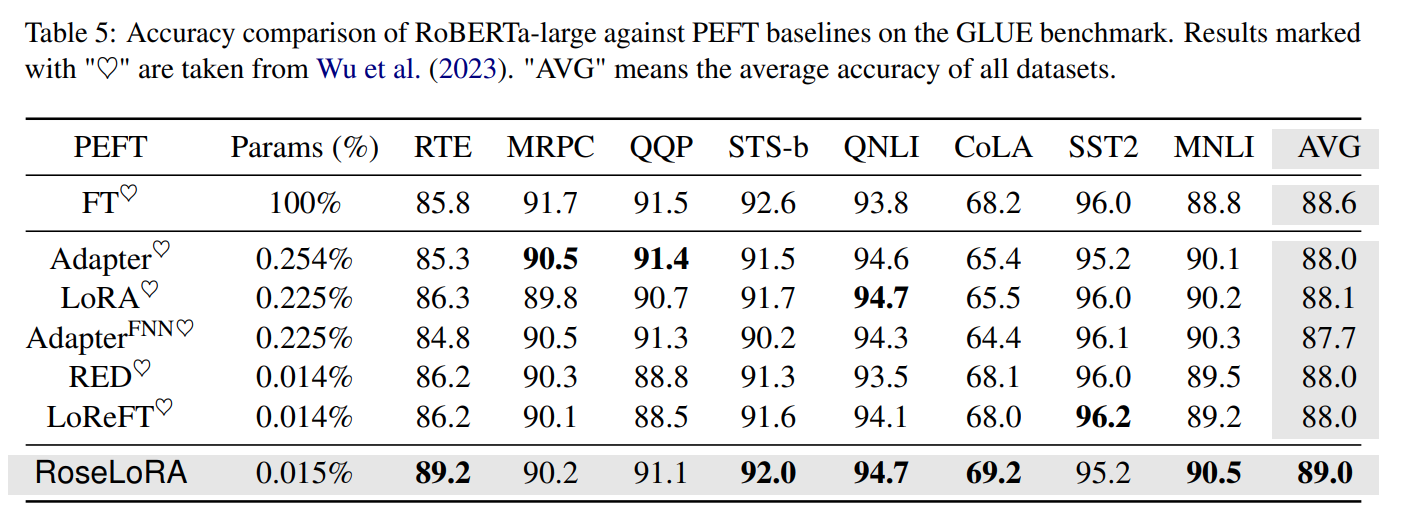 Table 5: Accuracy comparison of RoBERTa-large against PEFT baselines on the GLUE benchmark. Results marked
with "♡" are taken from Wu et al. (2023). "AVG" means the average accuracy of all datasets.
PEFT Params (%) RTE MRPC QQP STS-b QNLI CoLA SST2 MNLI AVG
FT♡ 100% 85.8 91.7 91.5 92.6 93.8 68.2 96.0 88.8 88.6
Adapter♡ 0.254% 85.3 90.5 91.4 91.5 94.6 65.4 95.2 90.1 88.0
LoRA♡ 0.225% 86.3 89.8 90.7 91.7 94.7 65.5 96.0 90.2 88.1
AdapterFNN♡ 0.225% 84.8 90.5 91.3 90.2 94.3 64.4 96.1 90.3 87.7
RED♡ 0.014% 86.2 90.3 88.8 91.3 93.5 68.1 96.0 89.5 88.0
LoReFT♡ 0.014% 86.2 90.1 88.5 91.6 94.1 68.0 96.2 89.2 88.0
RoseLoRA 0.015% 89.2 90.2 91.1 92.0 94.7 69.2 95.2 90.5 89.0